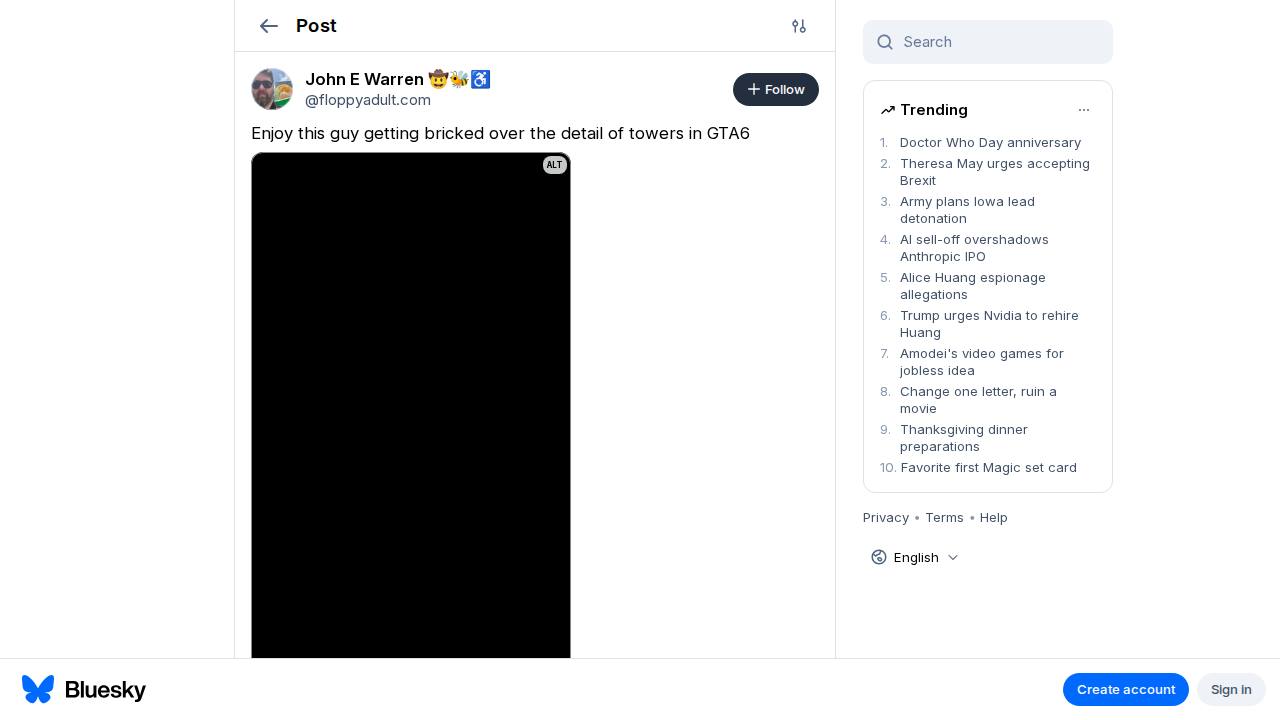 Post
John E Warren 🤠🐝♿
@floppyadult.com
Follow
Enjoy this guy getting bricked over the detail of towers in GTA6
ALT
Search
Trending
1. Doctor Who Day anniversary
2. Theresa May urges accepting
Brexit
3. Army plans Iowa lead
detonation
4. AI sell-off overshadows
Anthropic IPO
5. Alice Huang espionage
allegations
6. Trump urges Nvidia to rehire
Huang
7. Amodei's video games for
jobless idea
8. Change one letter, ruin a
movie
9. Thanksgiving dinner
preparations
10. Favorite first Magic set card
Privacy • Terms • Help
English
Bluesky
Create account
Sign in